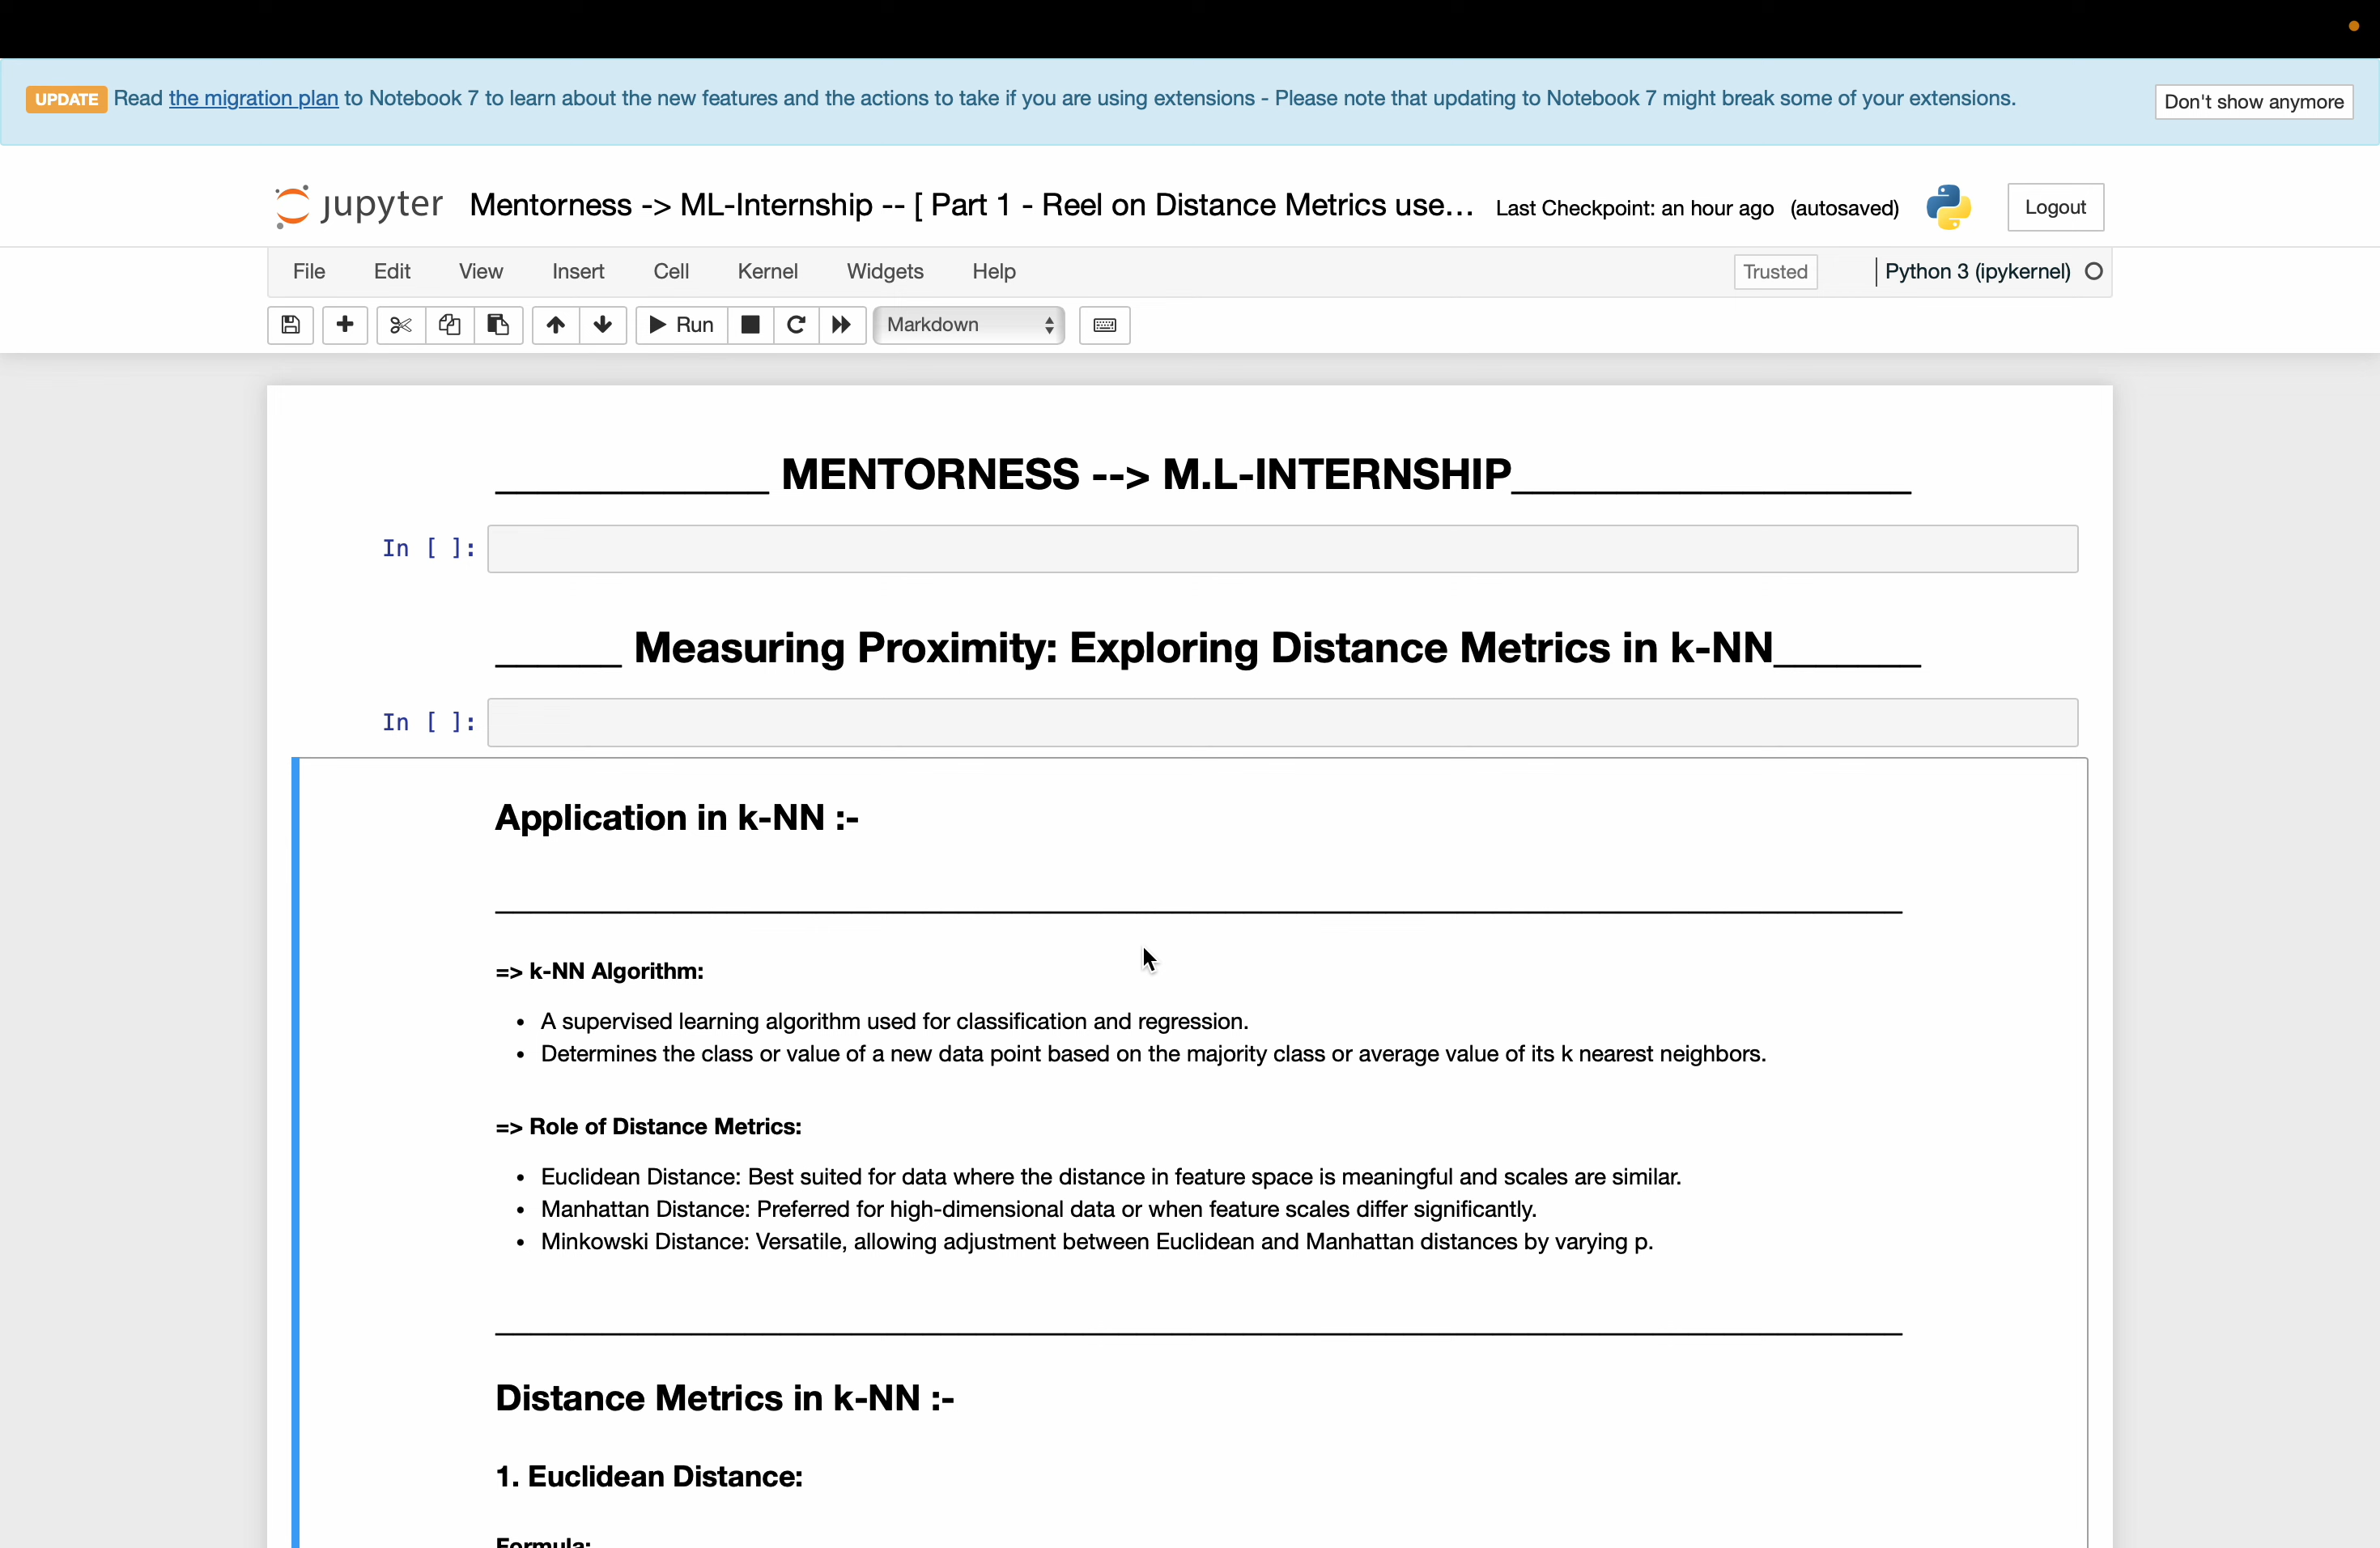 UPDATE Read the migration plan to Notebook 7 to learn about the new features and the actions to take if you are using extensions - Please note that updating to Notebook 7 might break some of your extensions.
Don't show anymore
jupyter Mentorness -> ML-Internship -- [ Part 1 - Reel on Distance Metrics use... Last Checkpoint: an hour ago (autosaved)
Logout
File Edit View Insert Cell Kernel Widgets Help
Trusted
Python 3 (ipykernel)
Run
Markdown
_____________ MENTORNESS --> M.L-INTERNSHIP___________________
In [ ]:
______ Measuring Proximity: Exploring Distance Metrics in k-NN_______
In [ ]:
Application in k-NN :-
=> k-NN Algorithm:
• A supervised learning algorithm used for classification and regression.
• Determines the class or value of a new data point based on the majority class or average value of its k nearest neighbors.
=> Role of Distance Metrics:
• Euclidean Distance: Best suited for data where the distance in feature space is meaningful and scales are similar.
• Manhattan Distance: Preferred for high-dimensional data or when feature scales differ significantly.
• Minkowski Distance: Versatile, allowing adjustment between Euclidean and Manhattan distances by varying p.
Distance Metrics in k-NN :-
1. Euclidean Distance:
Formula: